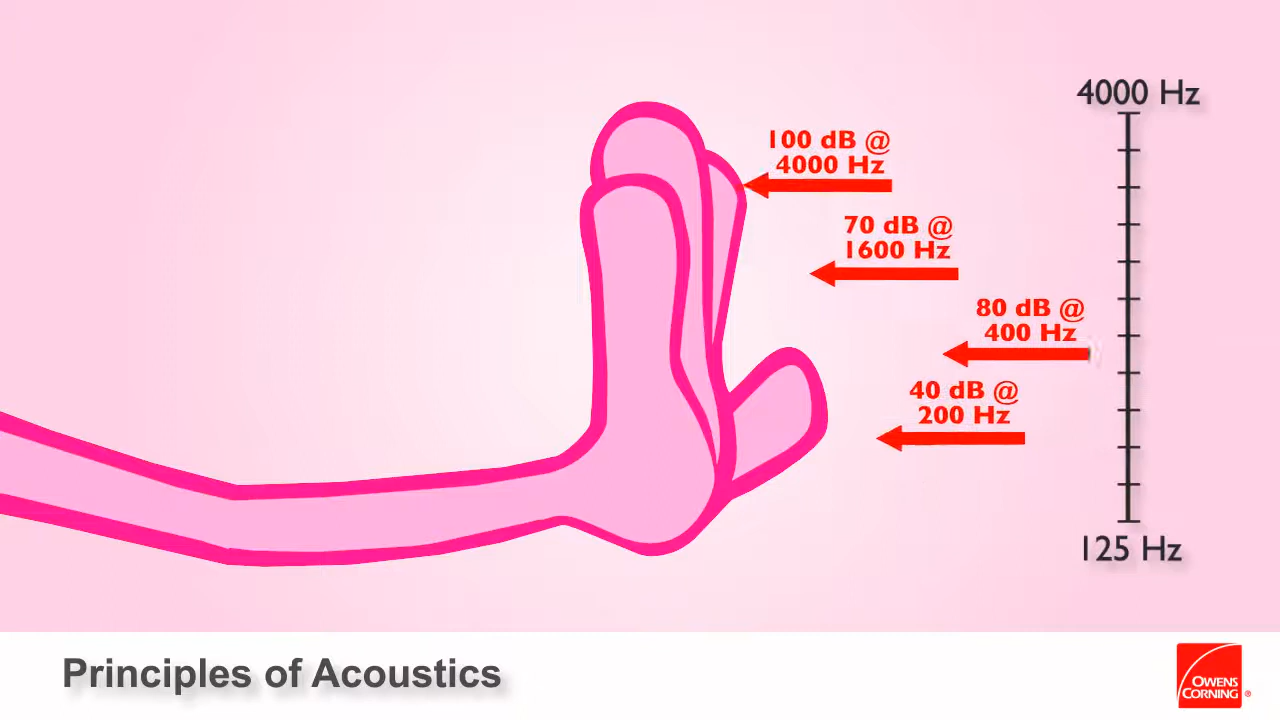 4000 Hz
100 dB @
4000 Hz
70 dB @
1600 Hz
80 dB @
400 Hz
40 dB @
200 Hz
125 Hz
Principles of Acoustics
OWENS
CORNING®